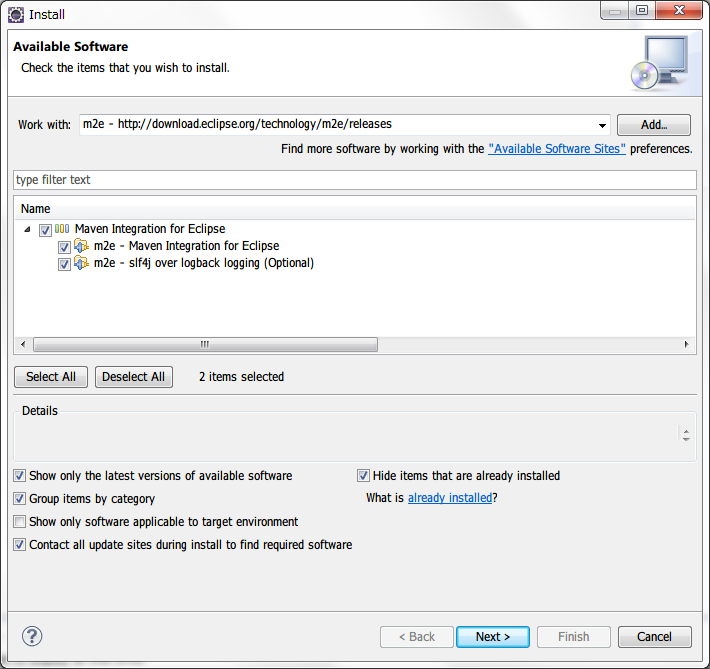 Install
Available Software
Check the items that you wish to install.
Work with: m2e - http://download.eclipse.org/technology/m2e/releases Add...
Find more software by working with the "Available Software Sites" preferences.
type filter text
Name
Maven Integration for Eclipse
m2e - Maven Integration for Eclipse
m2e - slf4j over logback logging (Optional)
Select All Deselect All 2 items selected
Details
Show only the latest versions of available software Hide items that are already installed
Group items by category What is already installed?
Show only software applicable to target environment
Contact all update sites during install to find required software
? < Back Next > Finish Cancel